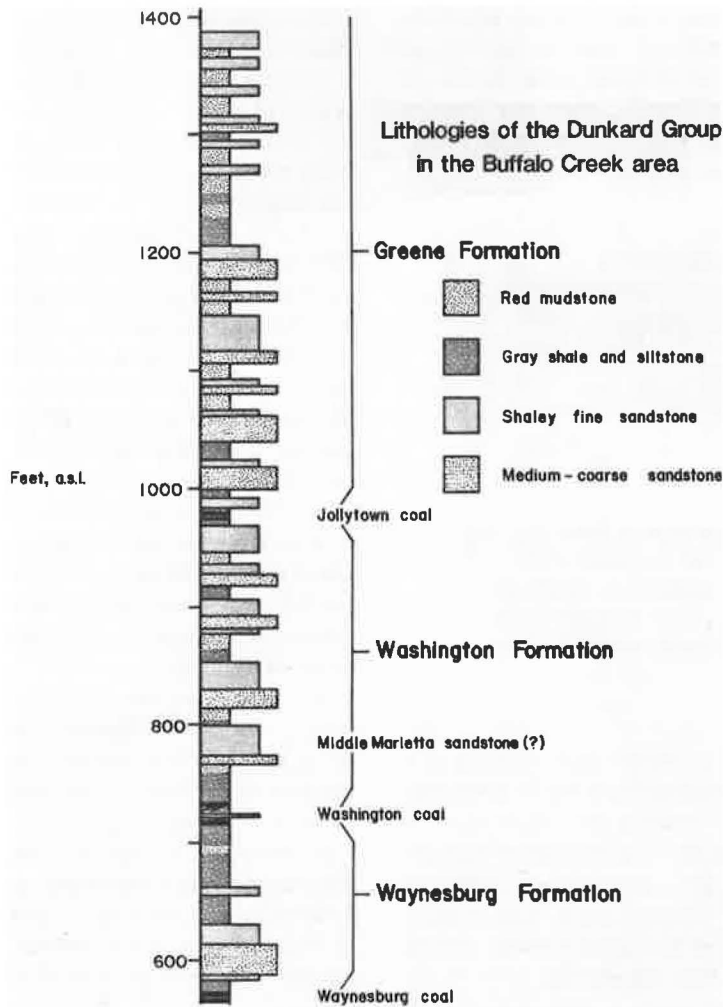 1400
Lithologies of the Dunkard Group
in the Buffalo Creek area
1200
Greene Formation
Red mudstone
Gray shale and siltstone
Shaley fine sandstone
Medium-coarse sandstone
Feet, a.s.l.
1000
Jollytown coal
Washington Formation
800
Middle Marietta sandstone(?)
Washington coal
Waynesburg Formation
600
Waynesburg coal